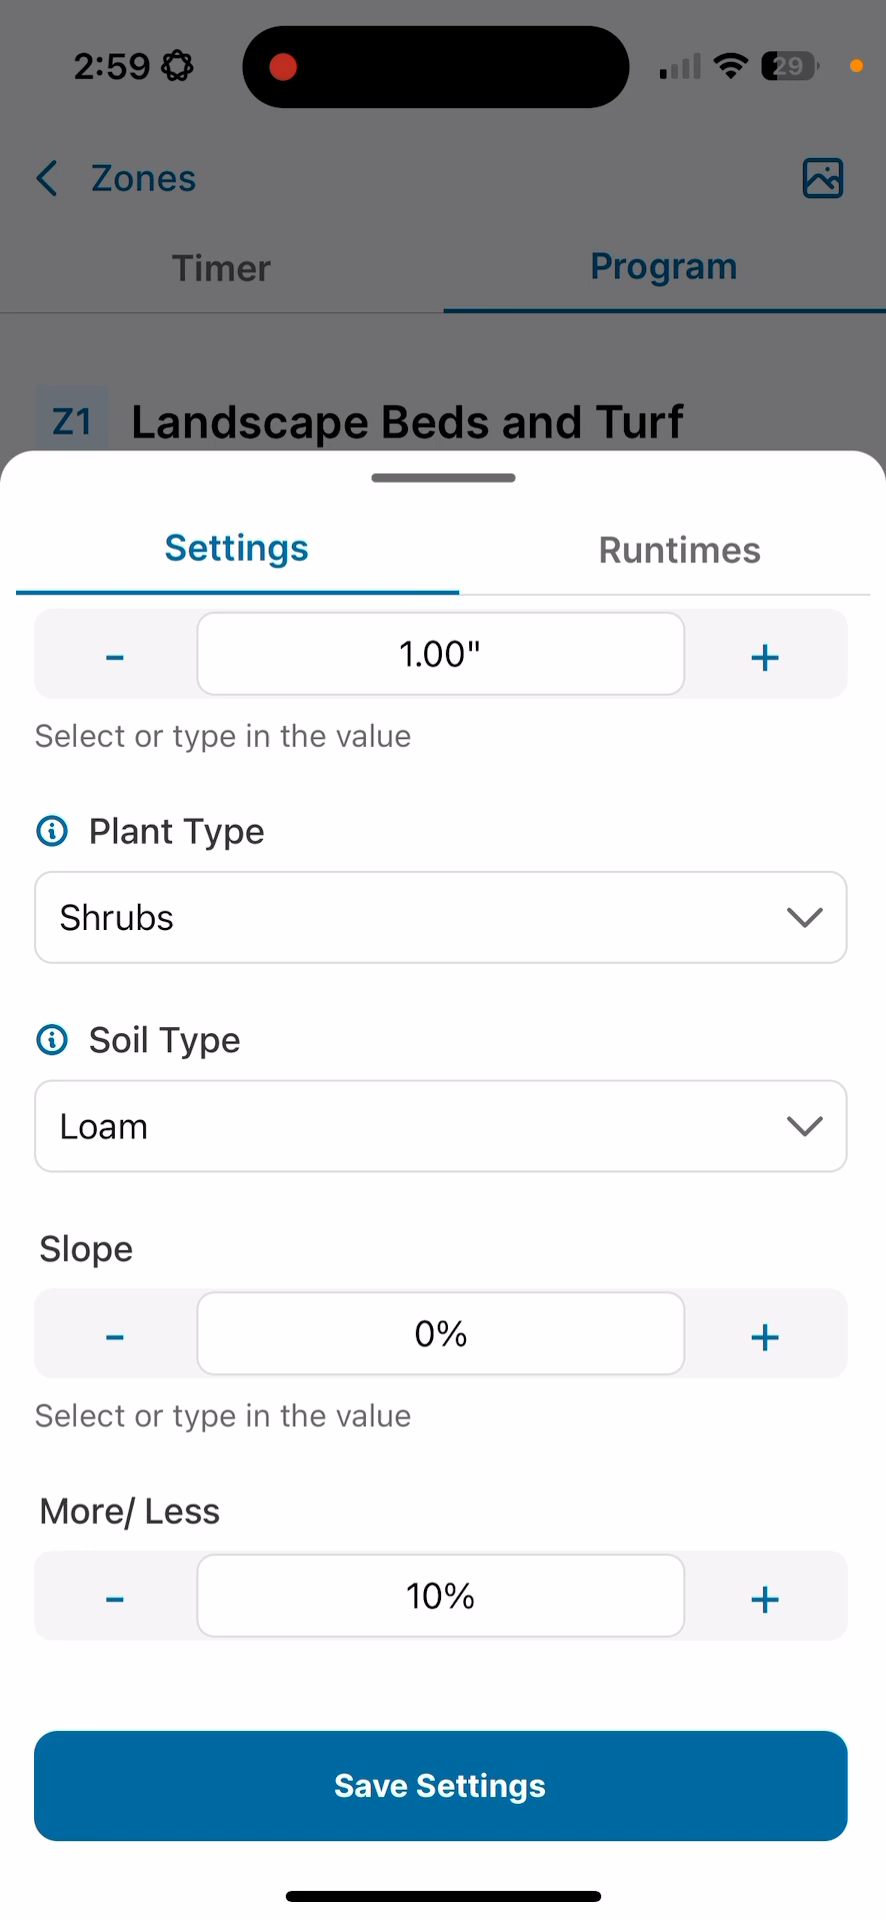 2:59
29
Zones
Timer
Program
Z1
Landscape Beds and Turf
Settings
Runtimes
- 1.00" +
Select or type in the value
Plant Type
Shrubs
Soil Type
Loam
Slope
- 0% +
Select or type in the value
More/ Less
- 10% +
Save Settings